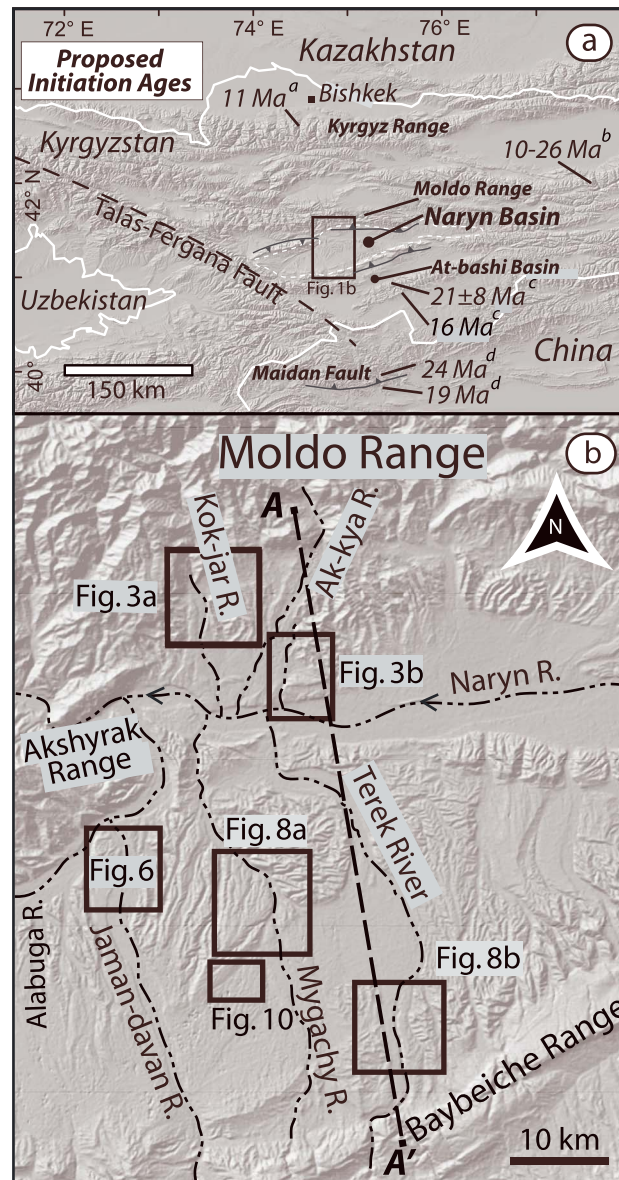 72° E
74° E
76° E
a
Proposed
Initiation Ages
Kazakhstan
11 Ma a
Bishkek
Kyrgyz Range
Kyrgyzstan
10-26 Ma b
42° N
Moldo Range
Naryn Basin
Talas-Fergana Fault
At-bashi Basin
Fig. 1b
21±8 Ma c
Uzbekistan
16 Ma c
China
40°
150 km
Maidan Fault
24 Ma d
19 Ma d
Moldo Range
b
Kok-jar R.
A
Ak-kya R.
N
Fig. 3a
Fig. 3b
Naryn R.
Akshyrak
Range
Terek River
Fig. 8a
Fig. 6
Alabuga R.
Jaman-davan R.
Mygachy R.
Fig. 8b
Fig. 10
Baybeiche Range
A'
10 km